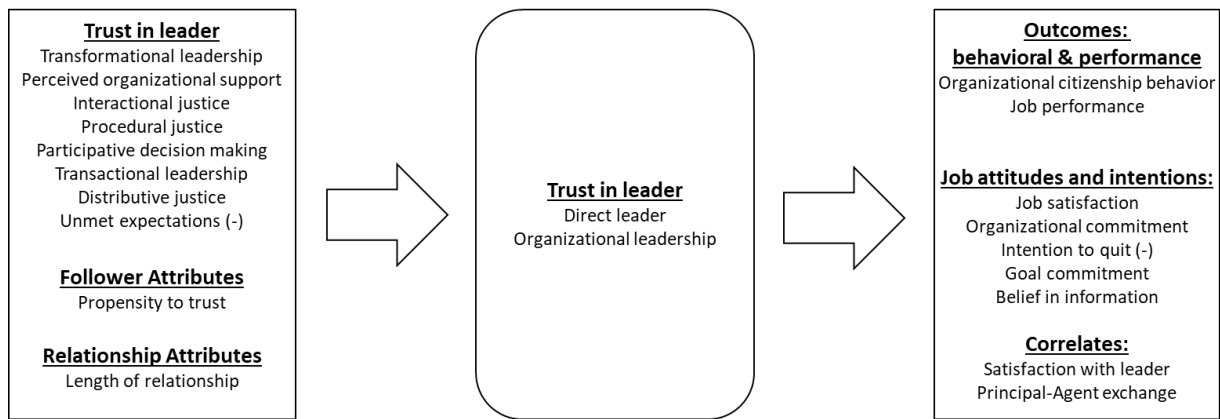 Trust in leader
Transformational leadership
Perceived organizational support
Interactional justice
Procedural justice
Participative decision making
Transactional leadership
Distributive justice
Unmet expectations (-)
Follower Attributes
Propensity to trust
Relationship Attributes
Length of relationship
Trust in leader
Direct leader
Organizational leadership
Outcomes:
behavioral & performance
Organizational citizenship behavior
Job performance
Job attitudes and intentions:
Job satisfaction
Organizational commitment
Intention to quit (-)
Goal commitment
Belief in information
Correlates:
Satisfaction with leader
Principal-Agent exchange